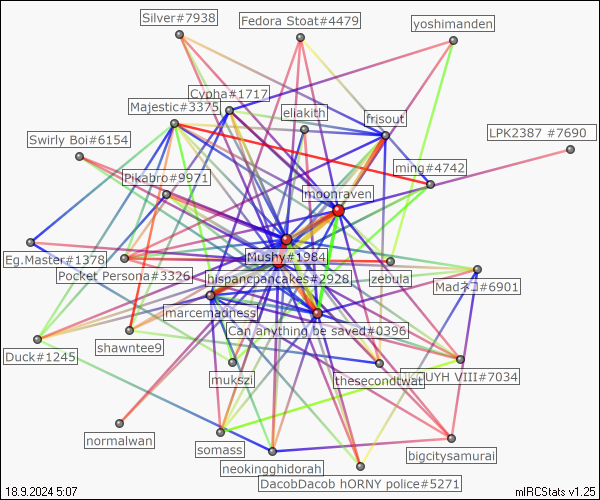 Silver#7938
Fedora Stoat#4479
yoshimanden
Cypha#1717
Majestic#3375
eliakith
frisout
LPK2387 #7690
Swirly Boi#6154
ming#4742
Pikabro#9971
moonraven
Mushy#1984
Eg.Master#1378
Pocket Persona#3326
hispancpancakes#2928
zebula
Madネコ#6901
marcemadness
Can anything be saved#0396
Duck#1245
shawntee9
mukszi
thesecondtwat
UYH VIII#7034
normalwan
somass
neokingghidorah
bigcitysamurai
DacobDacob hORNY police#5271
18.9.2024 5:07
mIRCStats v1.25